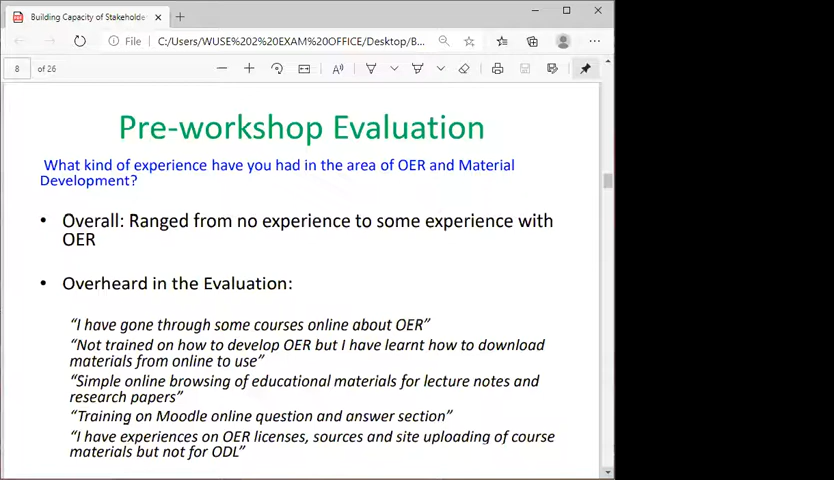 Building Capacity of Stakeholde
File
C:/Users/WUSE%202%20EXAM%20OFFICE/Desktop/B...
8
of 26
Pre-workshop Evaluation
What kind of experience have you had in the area of OER and Material
Development?
• Overall: Ranged from no experience to some experience with
OER
• Overheard in the Evaluation:
“I have gone through some courses online about OER”
“Not trained on how to develop OER but I have learnt how to download
materials from online to use”
“Simple online browsing of educational materials for lecture notes and
research papers”
“Training on Moodle online question and answer section”
“I have experiences on OER licenses, sources and site uploading of course
materials but not for ODL”